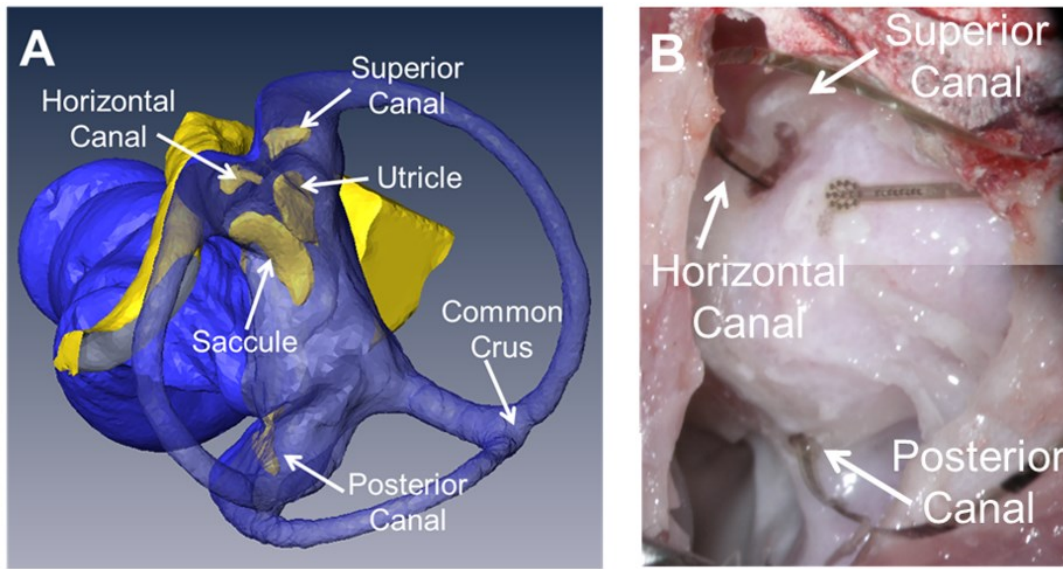 A
Superior
Canal
Horizontal
Canal
Utricle
Saccule
Common
Crus
Posterior
Canal
B
Superior
Canal
Horizontal
Canal
Posterior
Canal